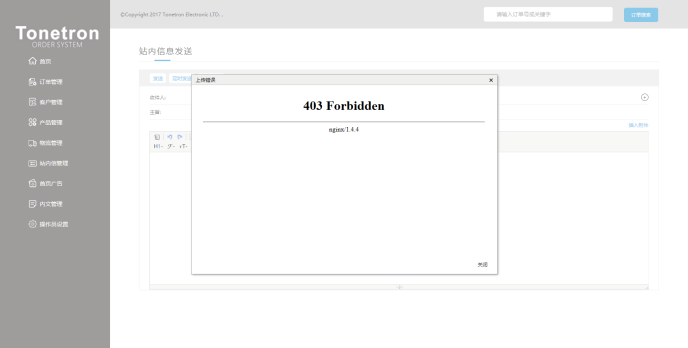 Tonetron
ORDER SYSTEM
首页
订单管理
客户管理
产品管理
物流管理
站内信管理
首页广告
内文管理
操作员设置
©Copyright 2017 Tonetron Electronic LTD...
请输入订单号或关键字
订单搜索
站内信息发送
发送
定时发送
收件人:
主题:
插入附件
上传错误
403 Forbidden
nginx/1.4.4
关闭